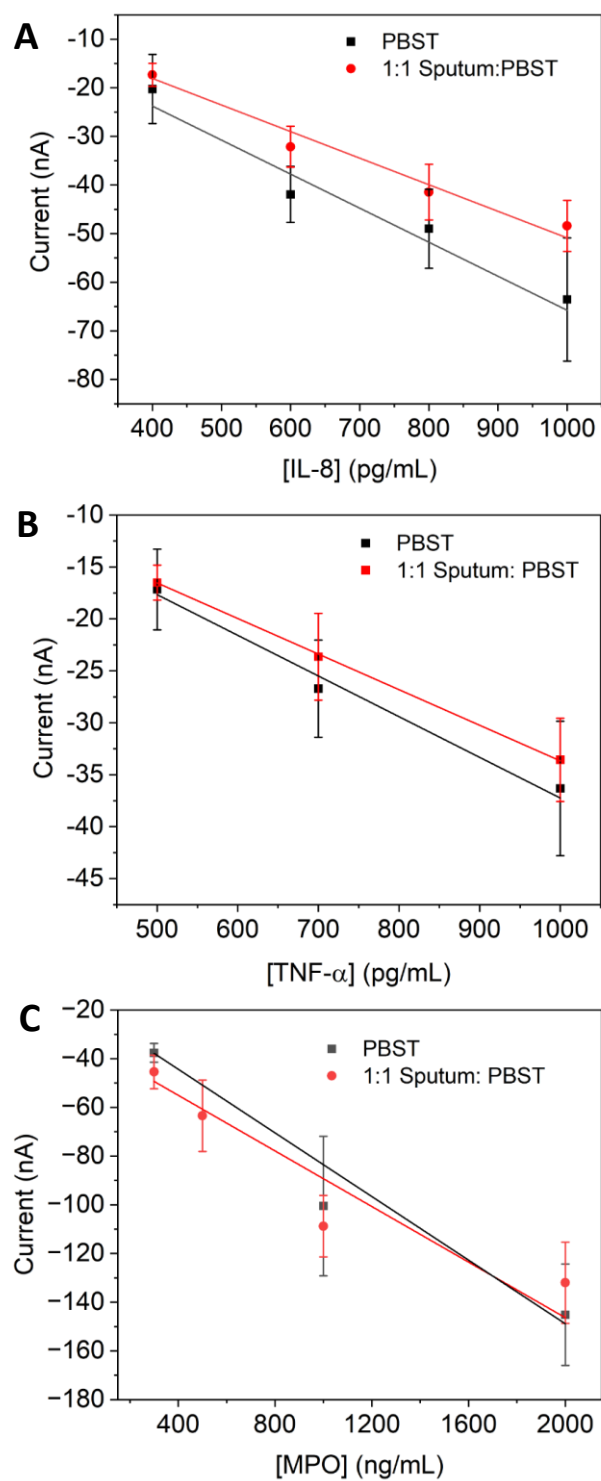 A
PBST
1:1 Sputum:PBST
-10
-20
-30
-40
-50
-60
-70
-80
Current (nA)
400 500 600 700 800 900 1000
[IL-8] (pg/mL)
B
PBST
1:1 Sputum: PBST
-10
-15
-20
-25
-30
-35
-40
-45
Current (nA)
500 600 700 800 900 1000
[TNF-α] (pg/mL)
C
PBST
1:1 Sputum: PBST
−20
−40
−60
−80
−100
−120
−140
−160
−180
Current (nA)
400 800 1200 1600 2000
[MPO] (ng/mL)